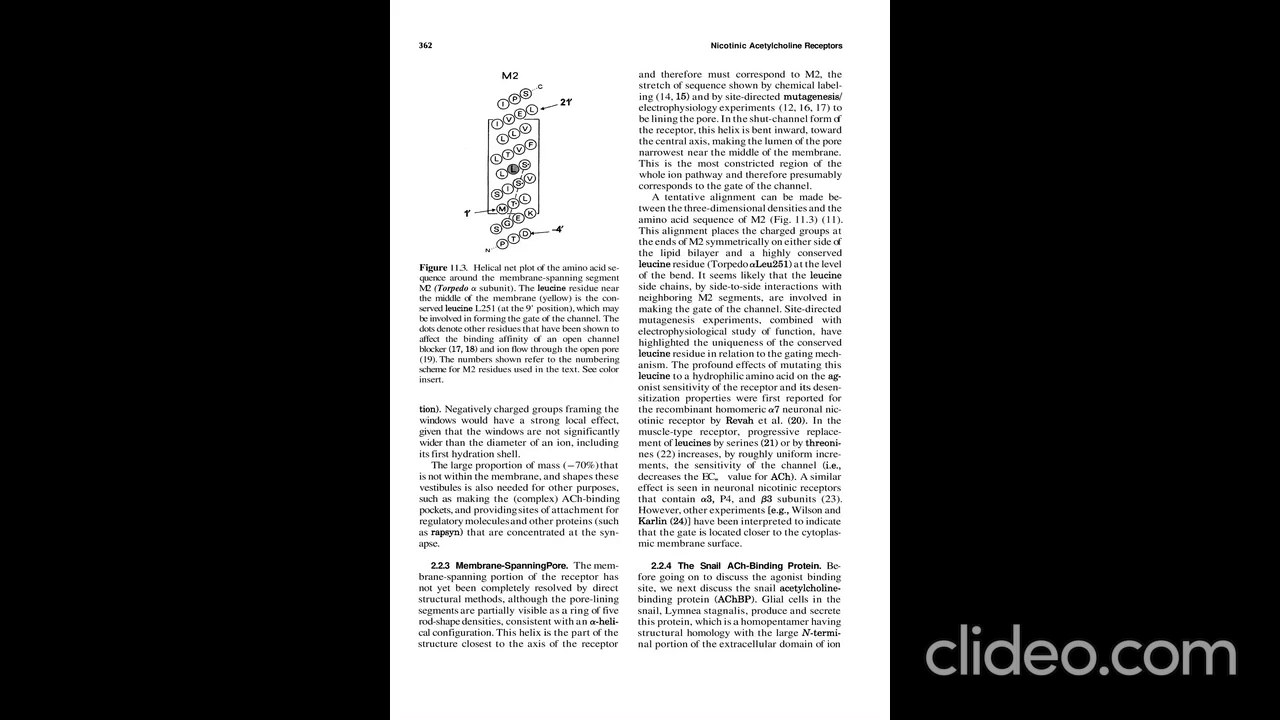 362
Nicotinic Acetylcholine Receptors
M2
C
I P S
21'
I V E L
L L V
L T V F
L L S
S I S V
1'
M T L
S G E K
-4'
P T D
N
Figure 11.3. Helical net plot of the amino acid se-
quence around the membrane-spanning segment
M2 (Torpedo α subunit). The leucine residue near
the middle of the membrane (yellow) is the con-
served leucine L251 (at the 9' position), which may
be involved in forming the gate of the channel. The
dots denote other residues that have been shown to
affect the binding affinity of an open channel
blocker (17, 18) and ion flow through the open pore
(19). The numbers shown refer to the numbering
scheme for M2 residues used in the text. See color
insert.
tion). Negatively charged groups framing the
windows would have a strong local effect,
given that the windows are not significantly
wider than the diameter of an ion, including
its first hydration shell.
The large proportion of mass (—70%) that
is not within the membrane, and shapes these
vestibules is also needed for other purposes,
such as making the (complex) ACh-binding
pockets, and providing sites of attachment for
regulatory molecules and other proteins (such
as rapsyn) that are concentrated at the syn-
apse.
2.2.3 Membrane-SpanningPore. The mem-
brane-spanning portion of the receptor has
not yet been completely resolved by direct
structural methods, although the pore-lining
segments are partially visible as a ring of five
rod-shape densities, consistent with an α-heli-
cal configuration. This helix is the part of the
structure closest to the axis of the receptor
and therefore must correspond to M2, the
stretch of sequence shown by chemical label-
ing (14, 15) and by site-directed mutagenesis/
electrophysiology experiments (12, 16, 17) to
be lining the pore. In the shut-channel form of
the receptor, this helix is bent inward, toward
the central axis, making the lumen of the pore
narrowest near the middle of the membrane.
This is the most constricted region of the
whole ion pathway and therefore presumably
corresponds to the gate of the channel.
A tentative alignment can be made be-
tween the three-dimensional densities and the
amino acid sequence of M2 (Fig. 11.3) (11).
This alignment places the charged groups at
the ends of M2 symmetrically on either side of
the lipid bilayer and a highly conserved
leucine residue (Torpedo αLeu251) at the level
of the bend. It seems likely that the leucine
side chains, by side-to-side interactions with
neighboring M2 segments, are involved in
making the gate of the channel. Site-directed
mutagenesis experiments, combined with
electrophysiological study of function, have
highlighted the uniqueness of the conserved
leucine residue in relation to the gating mech-
anism. The profound effects of mutating this
leucine to a hydrophilic amino acid on the ag-
onist sensitivity of the receptor and its desen-
sitization properties were first reported for
the recombinant homomeric α7 neuronal nic-
otinic receptor by Revah et al. (20). In the
muscle-type receptor, progressive replace-
ment of leucines by serines (21) or by threoni-
nes (22) increases, by roughly uniform incre-
ments, the sensitivity of the channel (i.e.,
decreases the EC value for ACh). A similar
effect is seen in neuronal nicotinic receptors
that contain α3, P4, and β3 subunits (23).
However, other experiments [e.g., Wilson and
Karlin (24)] have been interpreted to indicate
that the gate is located closer to the cytoplas-
mic membrane surface.
2.2.4 The Snail ACh-Binding Protein. Be-
fore going on to discuss the agonist binding
site, we next discuss the snail acetylcholine-
binding protein (AChBP). Glial cells in the
snail, Lymnea stagnalis, produce and secrete
this protein, which is a homopentamer having
structural homology with the large N-termi-
nal portion of the extracellular domain of ion
clideo.com